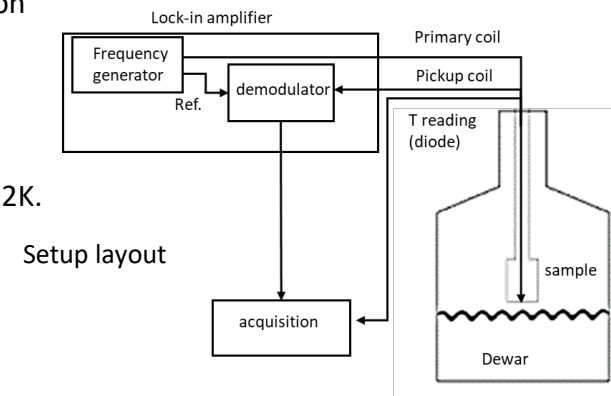 on
Lock-in amplifier
Primary coil
Frequency
generator
Pickup coil
demodulator
Ref.
T reading
(diode)
2K.
Setup layout
sample
acquisition
Dewar